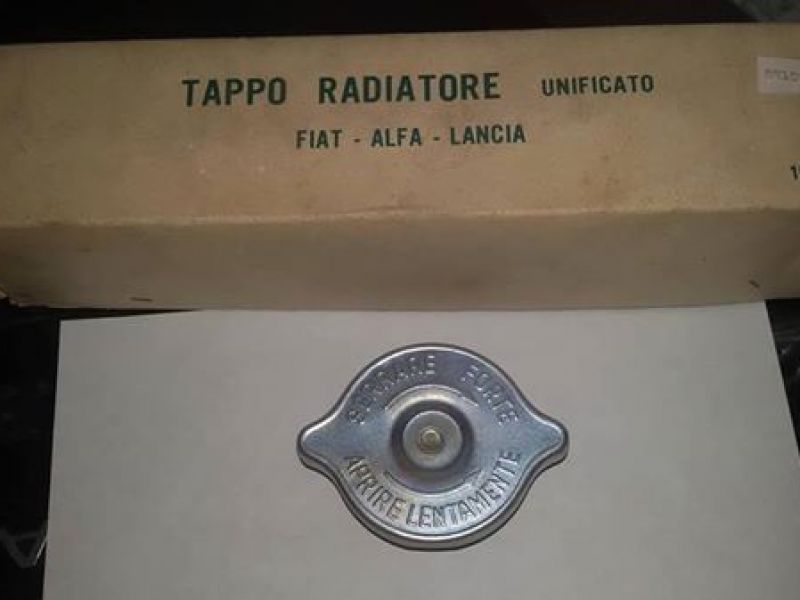 TAPPO RADIATORE UNIFICATO
FIAT - ALFA - LANCIA
SERRARE FORTE
APRIRE LENTAMENTE